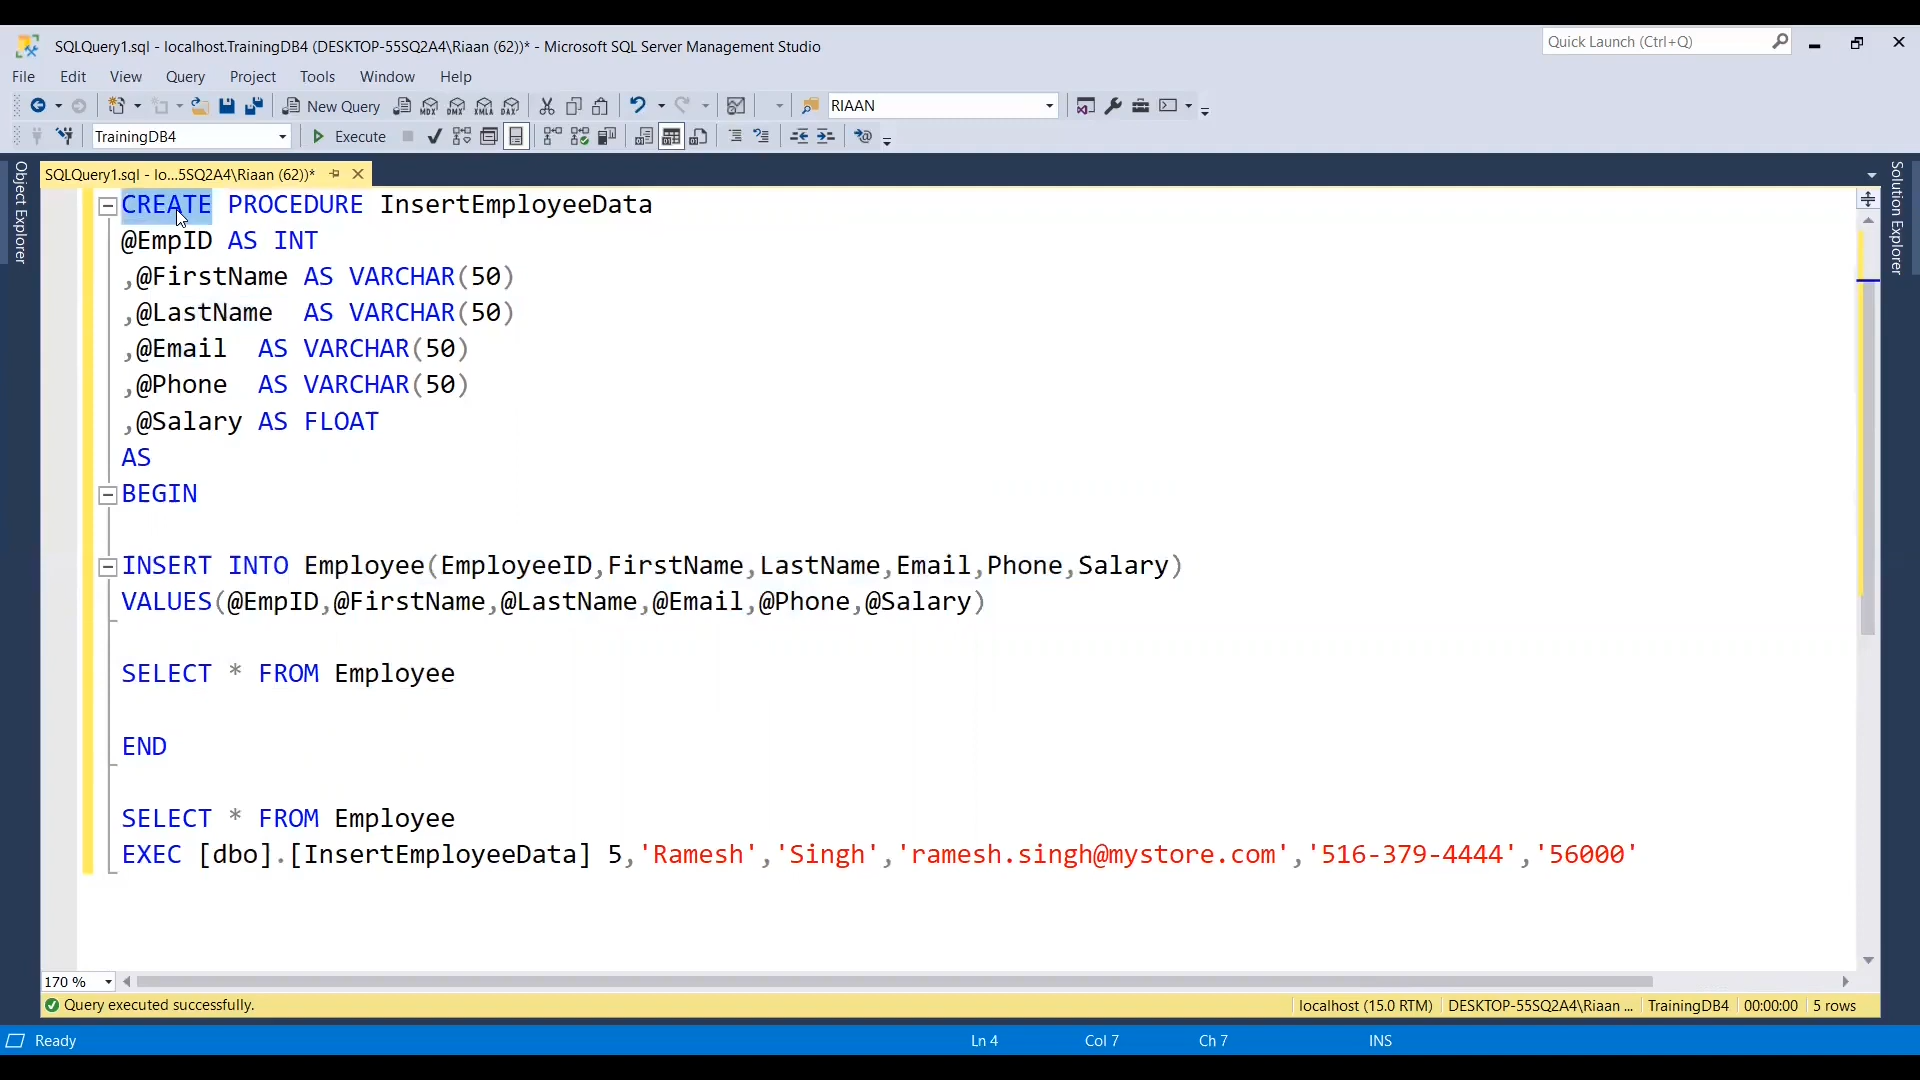 SQLQuery1.sql - localhost.TrainingDB4 (DESKTOP-55SQ2A4\Riaan (62))* - Microsoft SQL Server Management Studio
Quick Launch (Ctrl+Q)
File Edit View Query Project Tools Window Help
New Query MDX DMX XMLA DAX RIAAN
TrainingDB4 Execute
Object Explorer
SQLQuery1.sql - lo...5SQ2A4\Riaan (62))*
Solution Explorer
CREATE PROCEDURE InsertEmployeeData
@EmpID AS INT
,@FirstName AS VARCHAR(50)
,@LastName  AS VARCHAR(50)
,@Email  AS VARCHAR(50)
,@Phone  AS VARCHAR(50)
,@Salary AS FLOAT
AS
BEGIN
INSERT INTO Employee(EmployeeID,FirstName,LastName,Email,Phone,Salary)
VALUES(@EmpID,@FirstName,@LastName,@Email,@Phone,@Salary)
SELECT * FROM Employee
END
SELECT * FROM Employee
EXEC [dbo].[InsertEmployeeData] 5,'Ramesh','Singh','ramesh.singh@mystore.com','516-379-4444','56000'
170 %
Query executed successfully. localhost (15.0 RTM) DESKTOP-55SQ2A4\Riaan ... TrainingDB4 00:00:00 5 rows
Ready Ln 4 Col 7 Ch 7 INS